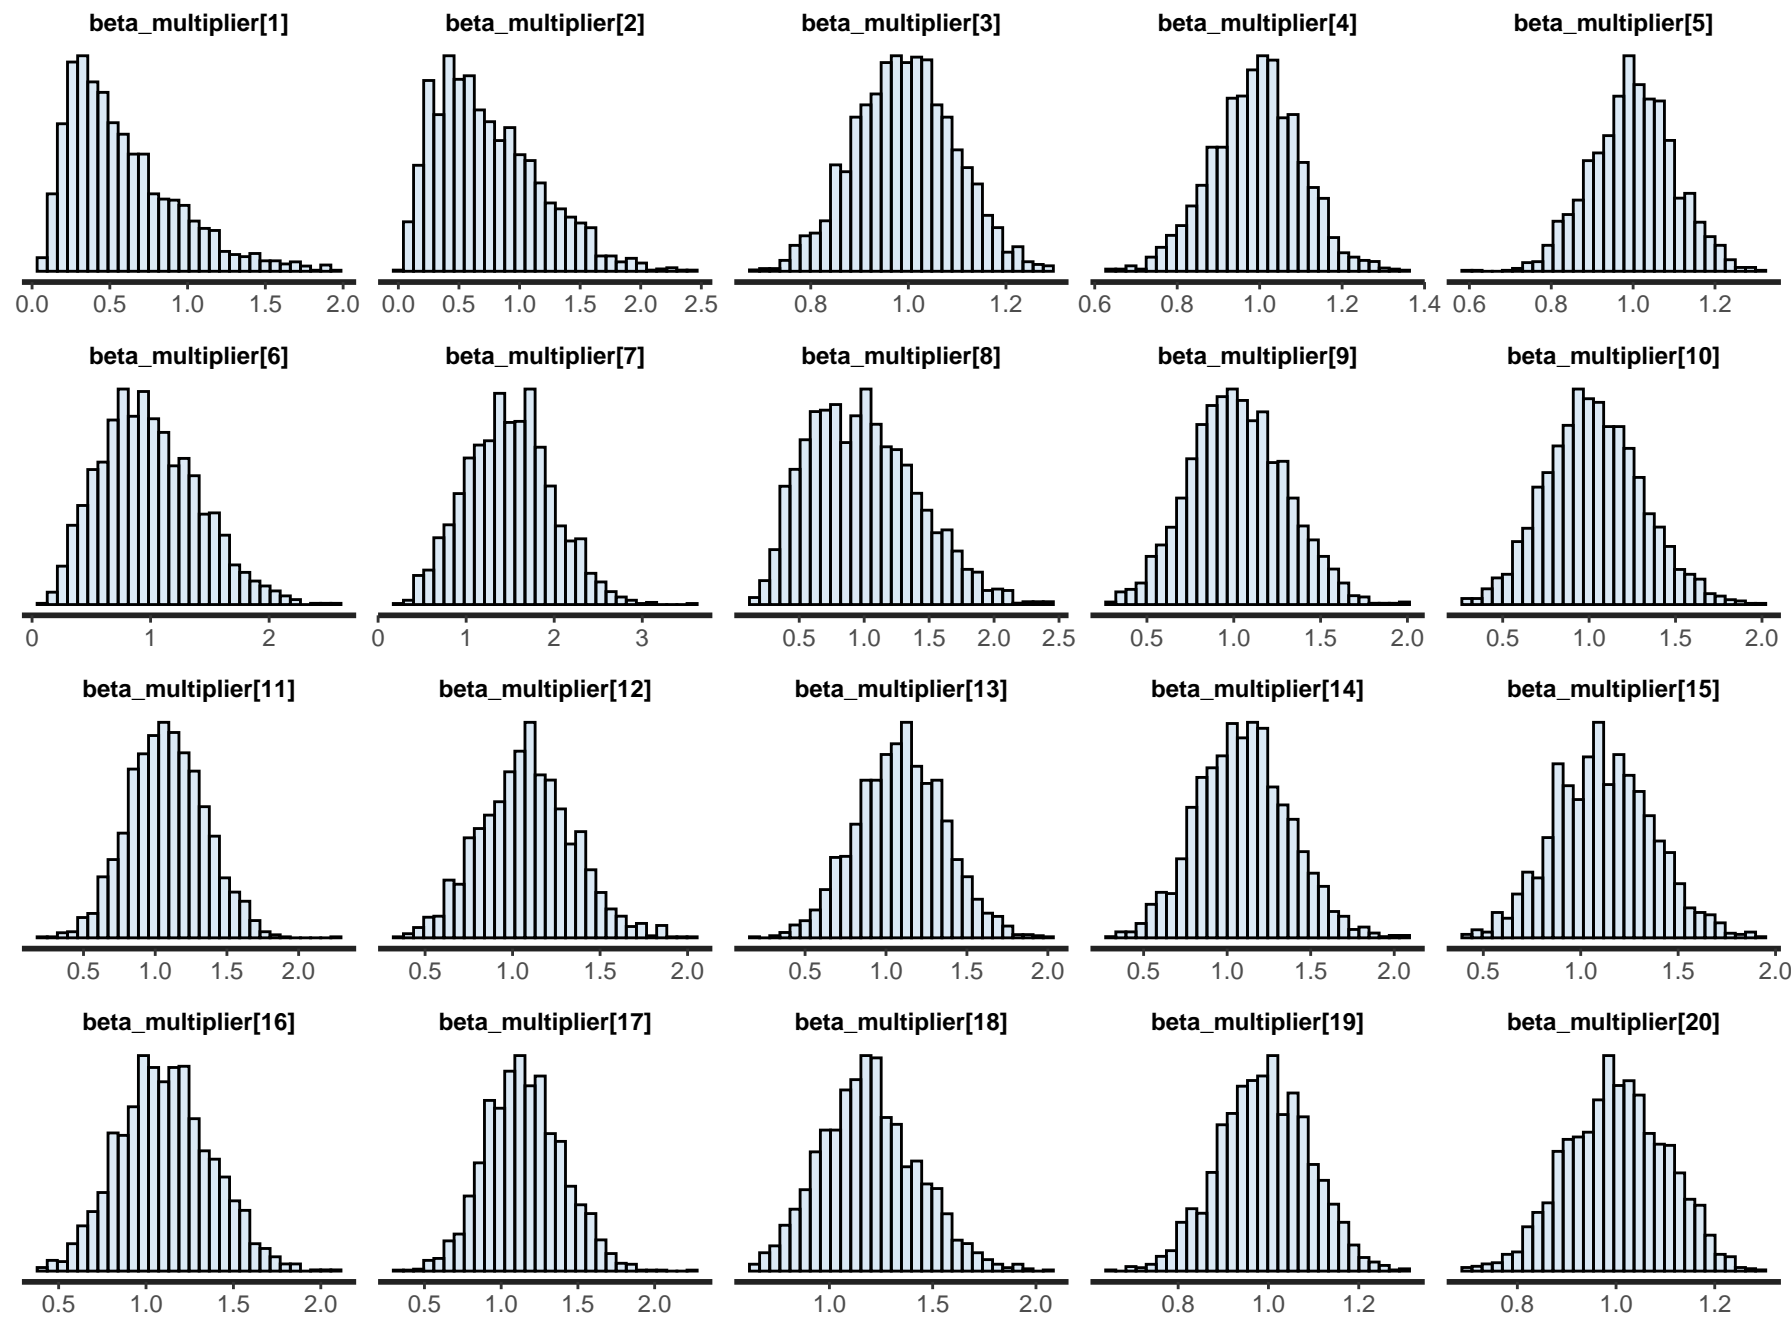 beta_multiplier[1] beta_multiplier[2] beta_multiplier[3] beta_multiplier[4] beta_multiplier[5]
0.0 0.5 1.0 1.5 2.0 0.0 0.5 1.0 1.5 2.0 2.5 0.8 1.0 1.2 0.6 0.8 1.0 1.2 1.4 0.6 0.8 1.0 1.2
beta_multiplier[6] beta_multiplier[7] beta_multiplier[8] beta_multiplier[9] beta_multiplier[10]
0 1 2 0 1 2 3 0.5 1.0 1.5 2.0 2.5 0.5 1.0 1.5 2.0 0.5 1.0 1.5 2.0
beta_multiplier[11] beta_multiplier[12] beta_multiplier[13] beta_multiplier[14] beta_multiplier[15]
0.5 1.0 1.5 2.0 0.5 1.0 1.5 2.0 0.5 1.0 1.5 2.0 0.5 1.0 1.5 2.0 0.5 1.0 1.5 2.0
beta_multiplier[16] beta_multiplier[17] beta_multiplier[18] beta_multiplier[19] beta_multiplier[20]
0.5 1.0 1.5 2.0 0.5 1.0 1.5 2.0 1.0 1.5 2.0 0.8 1.0 1.2 0.8 1.0 1.2